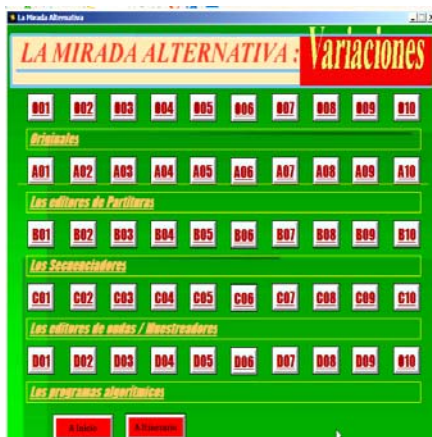 La Mirada Alternativa
LA MIRADA ALTERNATIVA : Variaciones
001 002 003 004 005 006 007 008 009 010
Originales
A01 A02 A03 A04 A05 A06 A07 A08 A09 A10
Los editores de Partituras
B01 B02 B03 B04 B05 B06 B07 B08 B09 B10
Los Secuenciadores
C01 C02 C03 C04 C05 C06 C07 C08 C09 C10
Los editores de ondas / Muestreadores
D01 D02 D03 D04 D05 D06 D07 D08 D09 010
Los programas algorítmicos
A Inicio